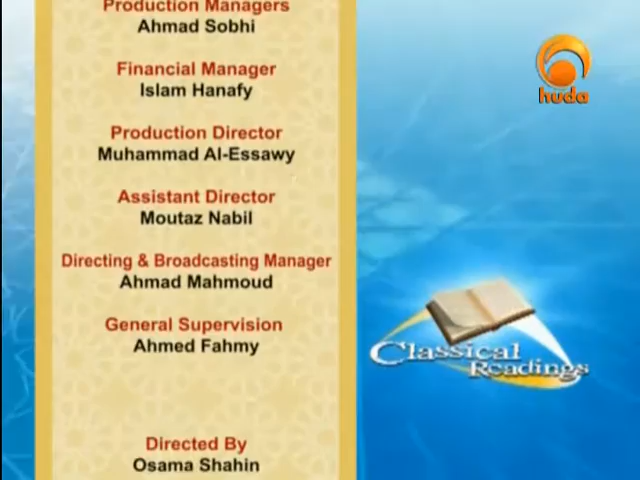 Production Managers
Ahmad Sobhi
Financial Manager
Islam Hanafy
Production Director
Muhammad Al-Essawy
Assistant Director
Moutaz Nabil
Directing & Broadcasting Manager
Ahmad Mahmoud
General Supervision
Ahmed Fahmy
Directed By
Osama Shahin
huda
Classical
Readings